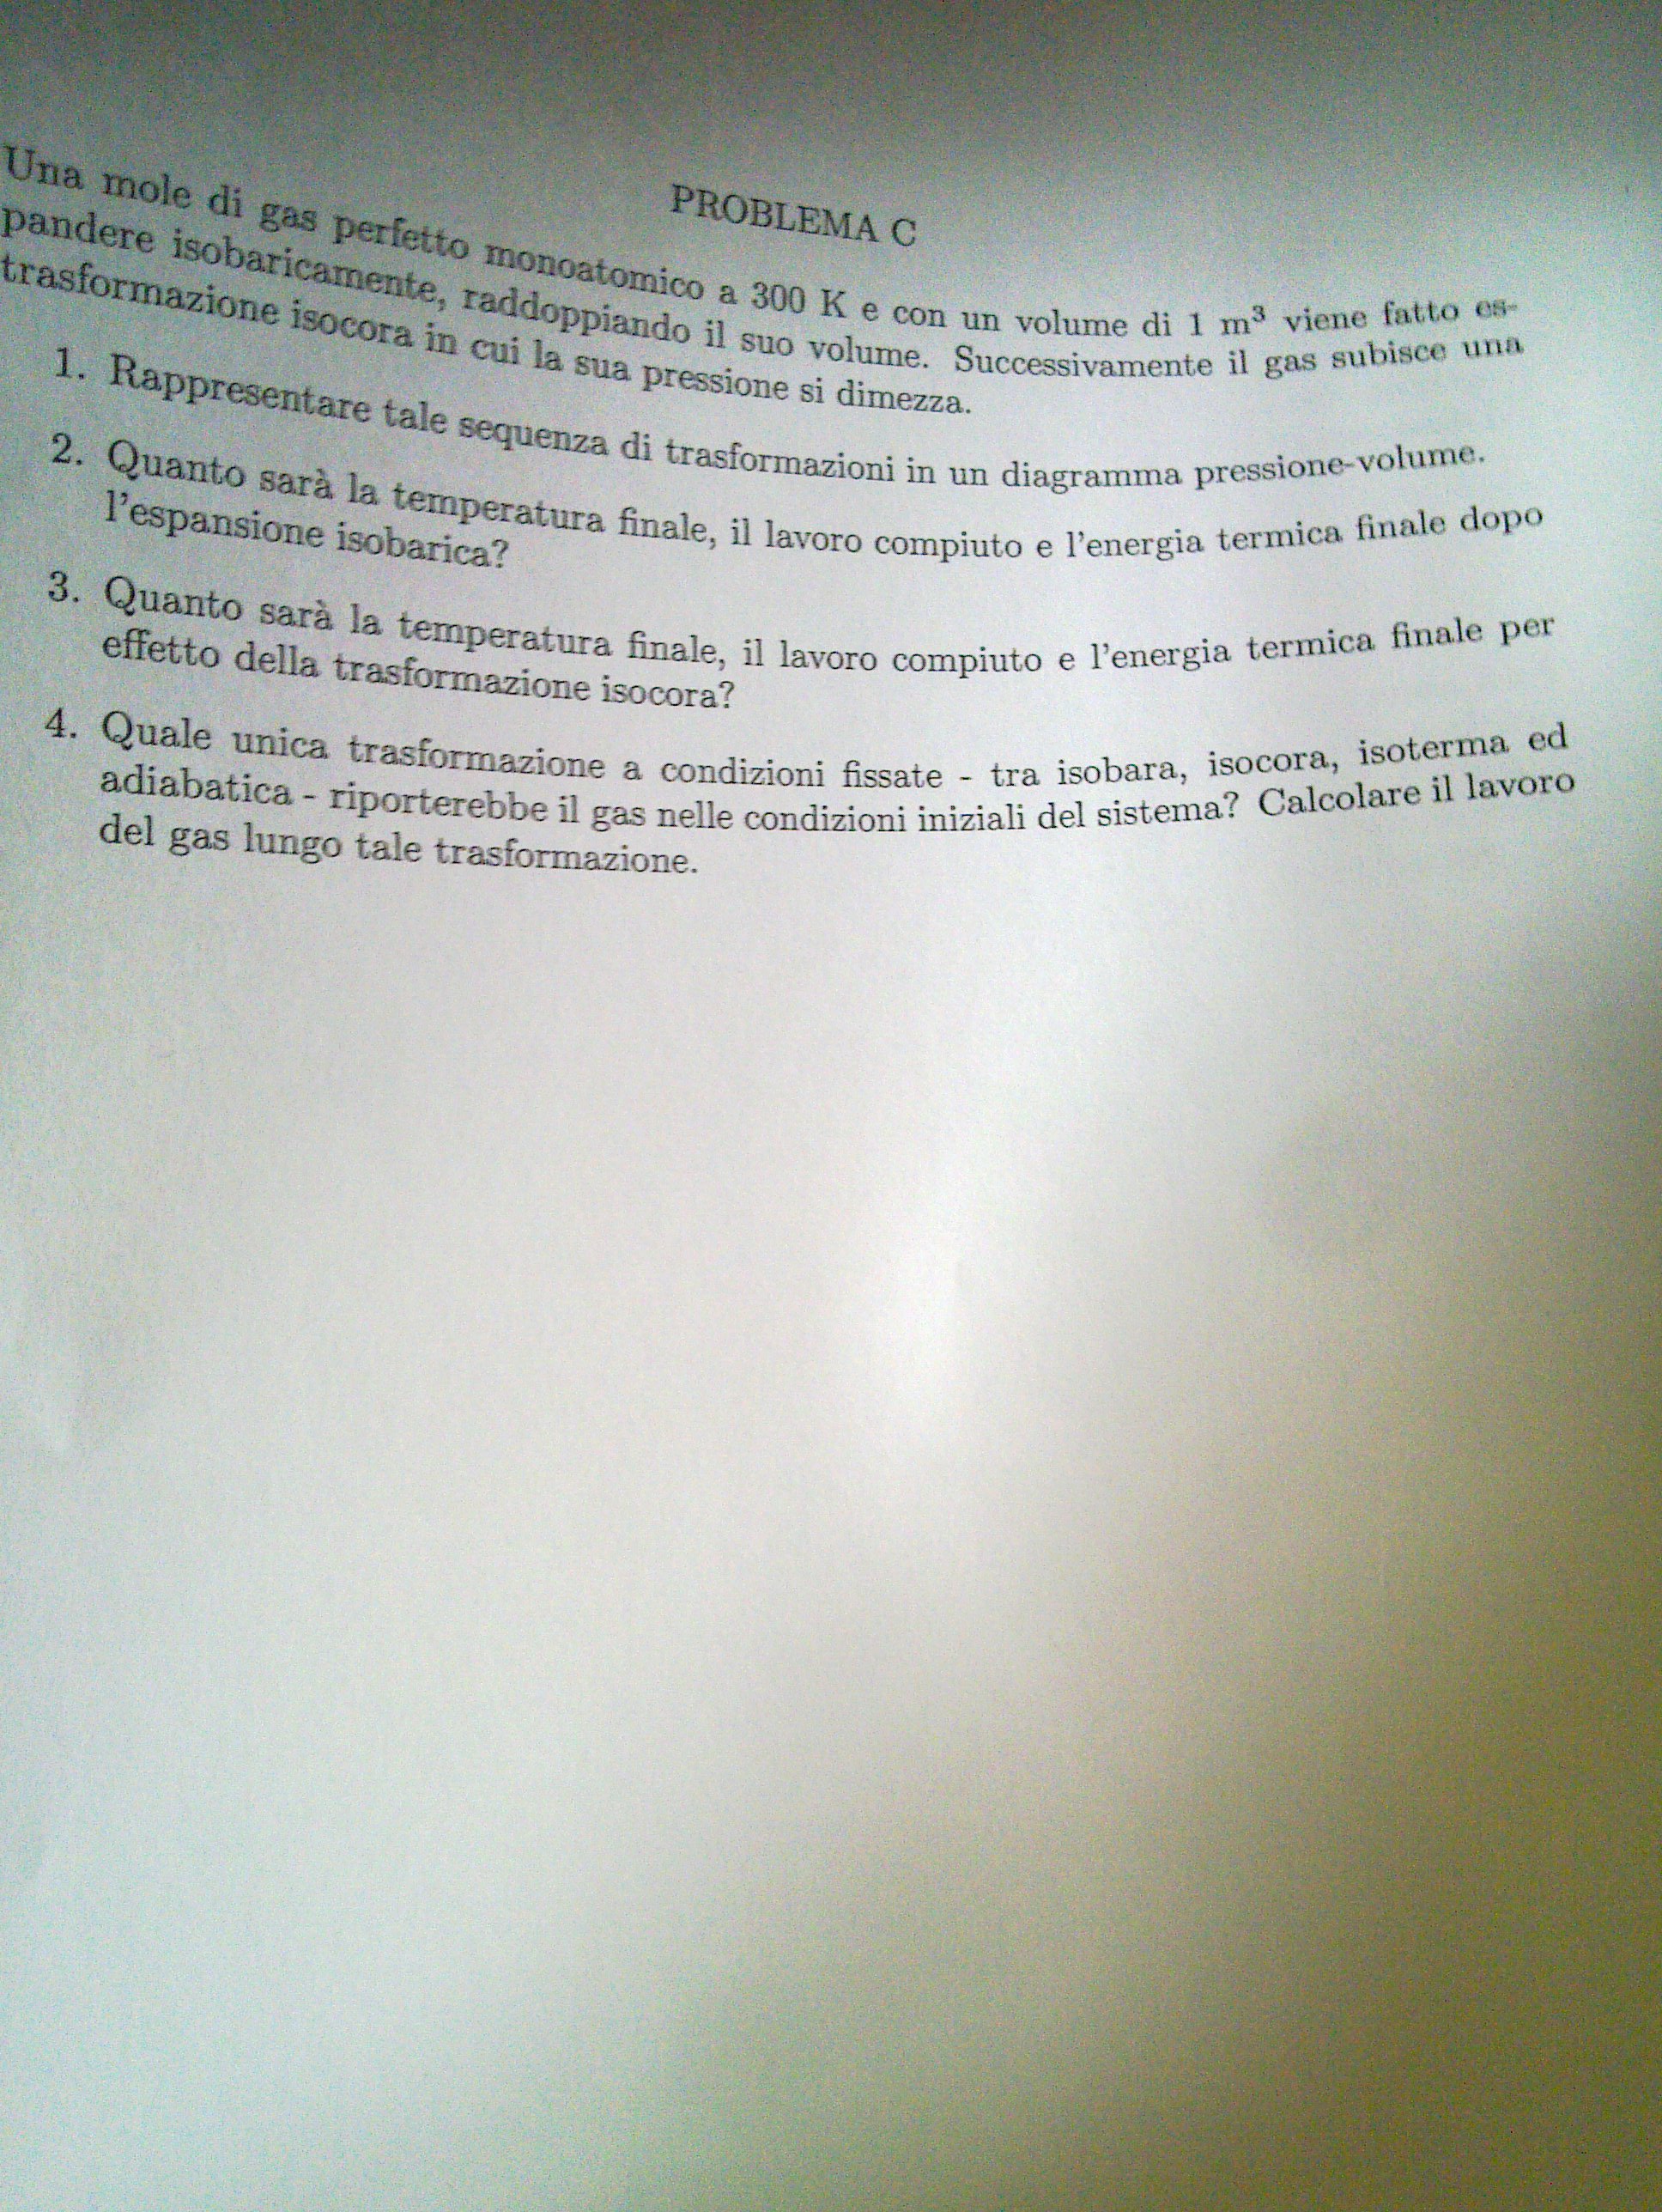 PROBLEMA C
Una mole di gas perfetto monoatomico a 300 K e con un volume di 1 m³ viene fatto es-
pandere isobaricamente, raddoppiando il suo volume. Successivamente il gas subisce una
trasformazione isocora in cui la sua pressione si dimezza.
1. Rappresentare tale sequenza di trasformazioni in un diagramma pressione-volume.
2. Quanto sarà la temperatura finale, il lavoro compiuto e l'energia termica finale dopo
l'espansione isobarica?
3. Quanto sarà la temperatura finale, il lavoro compiuto e l'energia termica finale per
effetto della trasformazione isocora?
4. Quale unica trasformazione a condizioni fissate - tra isobara, isocora, isoterma ed
adiabatica - riporterebbe il gas nelle condizioni iniziali del sistema? Calcolare il lavoro
del gas lungo tale trasformazione.